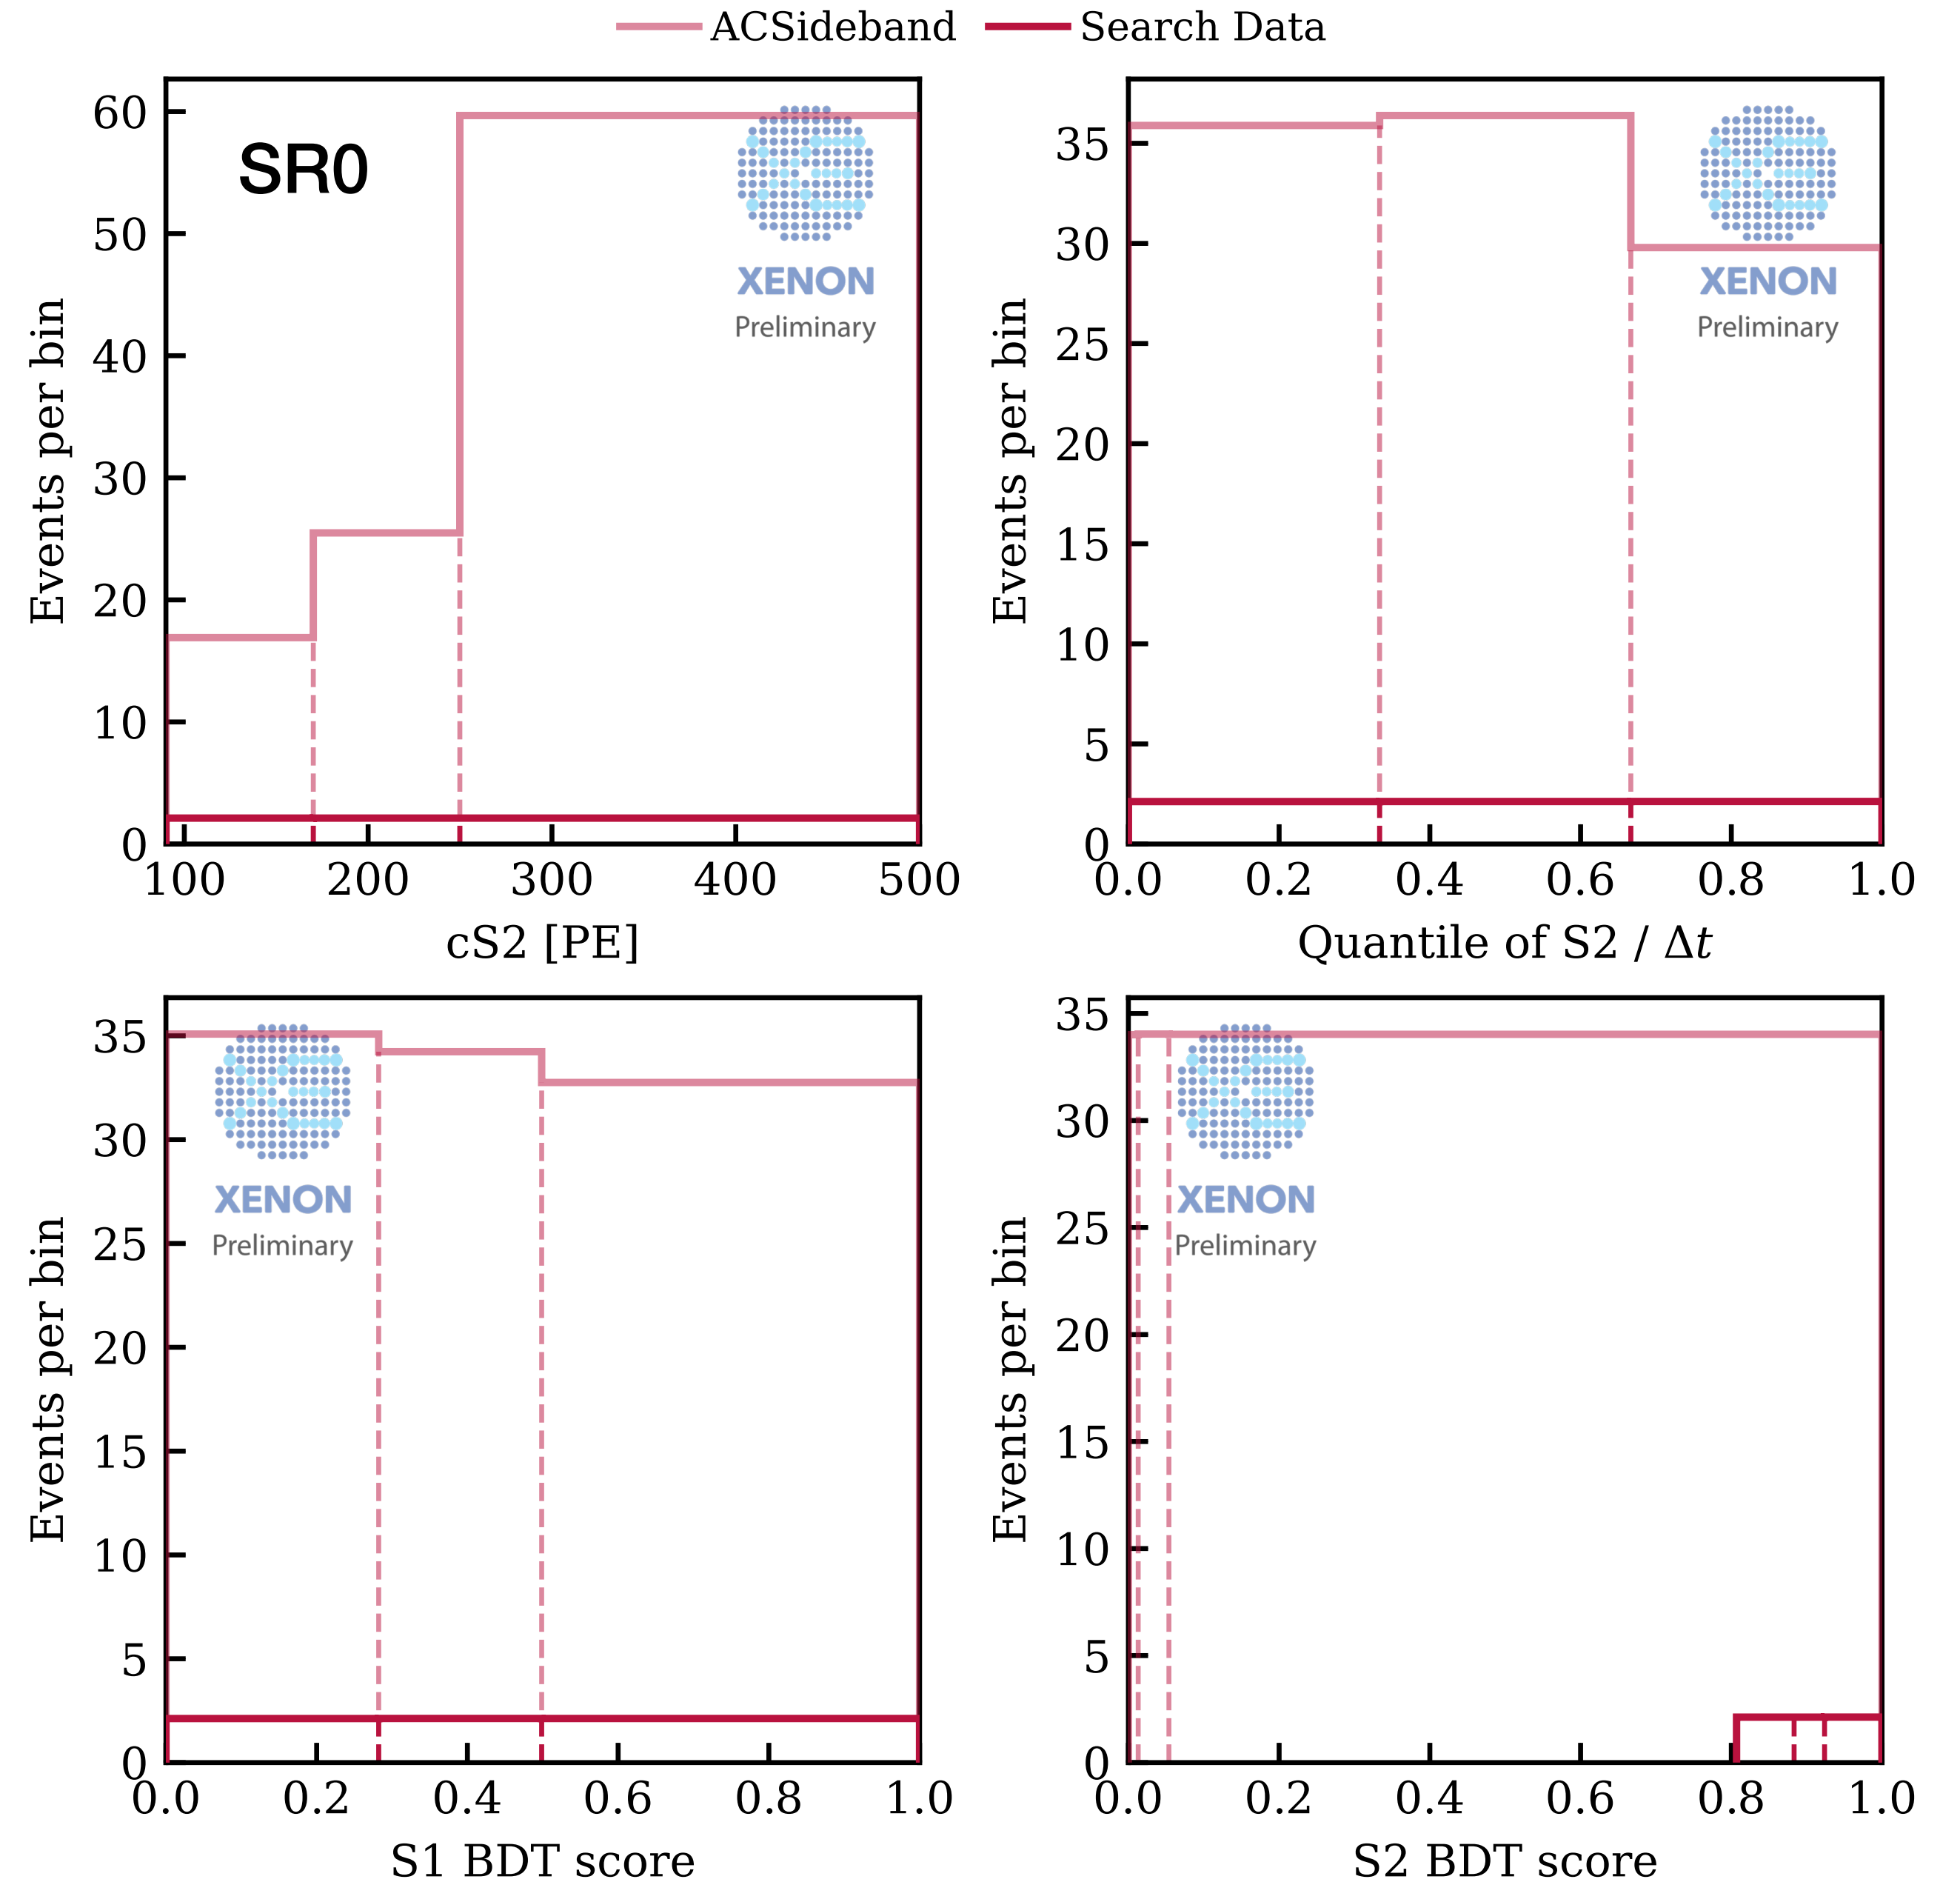 ACSideband Search Data
SR0
XENON
Preliminary
Events per bin
60
50
40
30
20
10
0
100 200 300 400 500
cS2 [PE]
XENON
Preliminary
Events per bin
35
30
25
20
15
10
5
0
0.0 0.2 0.4 0.6 0.8 1.0
Quantile of S2 / Δt
XENON
Preliminary
Events per bin
35
30
25
20
15
10
5
0
0.0 0.2 0.4 0.6 0.8 1.0
S1 BDT score
XENON
Preliminary
Events per bin
35
30
25
20
15
10
5
0
0.0 0.2 0.4 0.6 0.8 1.0
S2 BDT score